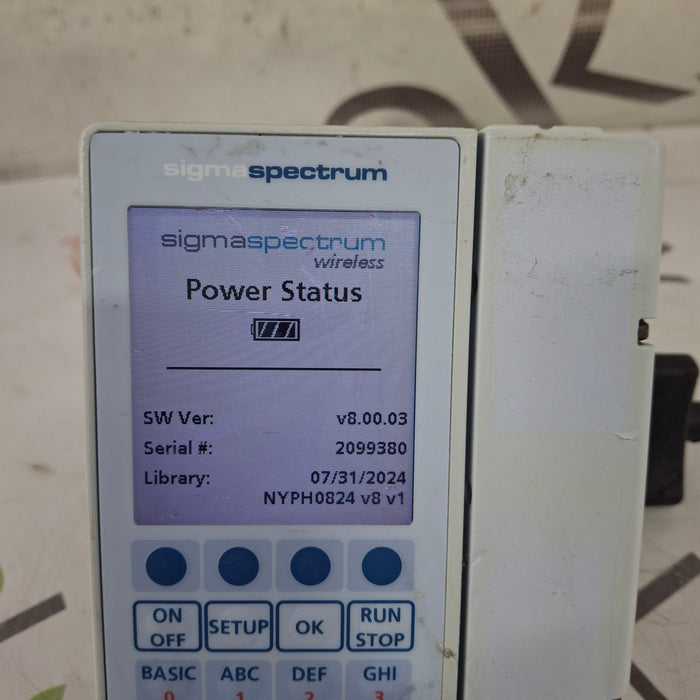 sigmaspectrum
sigmaspectrum
wireless
Power Status
SW Ver: v8.00.03
Serial #: 2099380
Library: 07/31/2024
NYPH0824 v8 v1
ON OFF SETUP OK RUN STOP
BASIC ABC DEF GHI
0 1 2 3